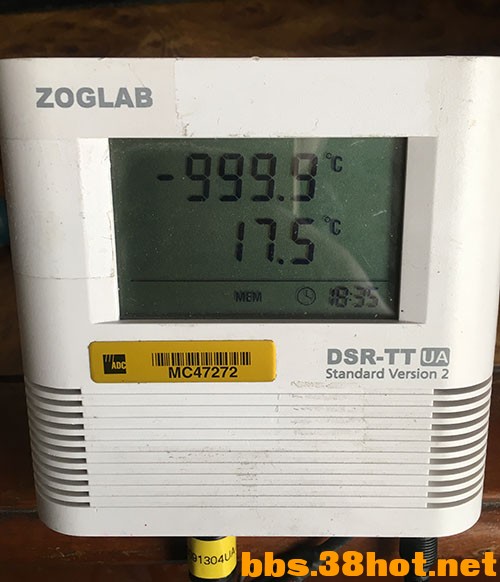 ZOGLAB
-999.9 °C
17.5 °C
MEM 18:35
ADC
MC47272
DSR-TT UA
Standard Version 2
91304UA
bbs.38hot.net